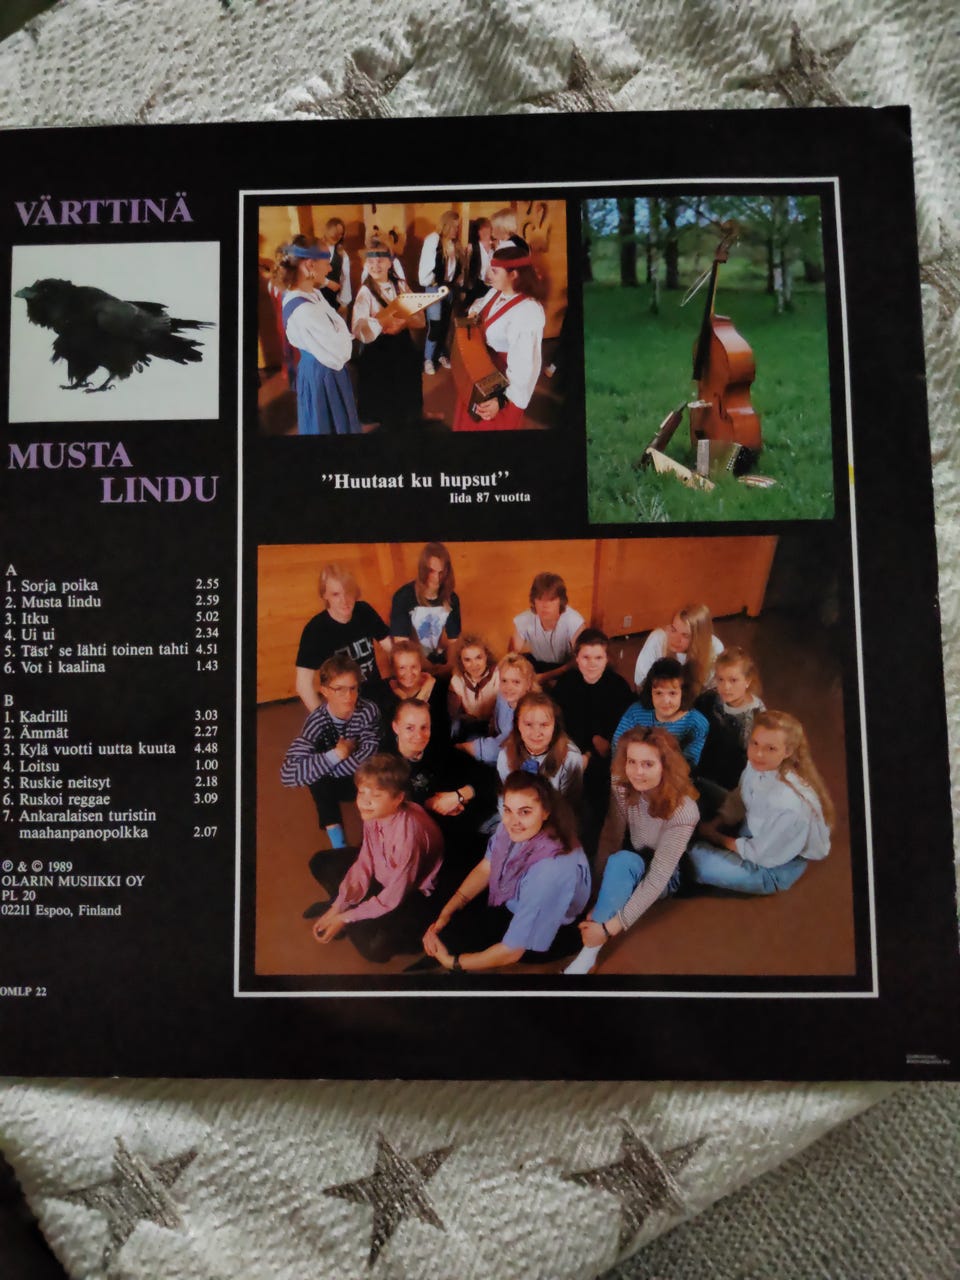 VÄRTTINÄ
MUSTA
LINDU
A
1. Sorja poika 2.55
2. Musta lindu 2.59
3. Itku 5.02
4. Ui ui 2.34
5. Täst' se lähti toinen tahti 4.51
6. Vot i kaalina 1.43
B
1. Kadrilli 3.03
2. Ämmät 2.27
3. Kylä vuotti uutta kuuta 4.48
4. Loitsu 1.00
5. Ruskie neitsyt 2.18
6. Ruskoi reggae 3.09
7. Ankaralaisen turistin
maahanpanopolkka 2.07
℗ & © 1989
OLARIN MUSIIKKI OY
PL 20
02211 Espoo, Finland
OMLP 22
"Huutaat ku hupsut"
Iida 87 vuotta